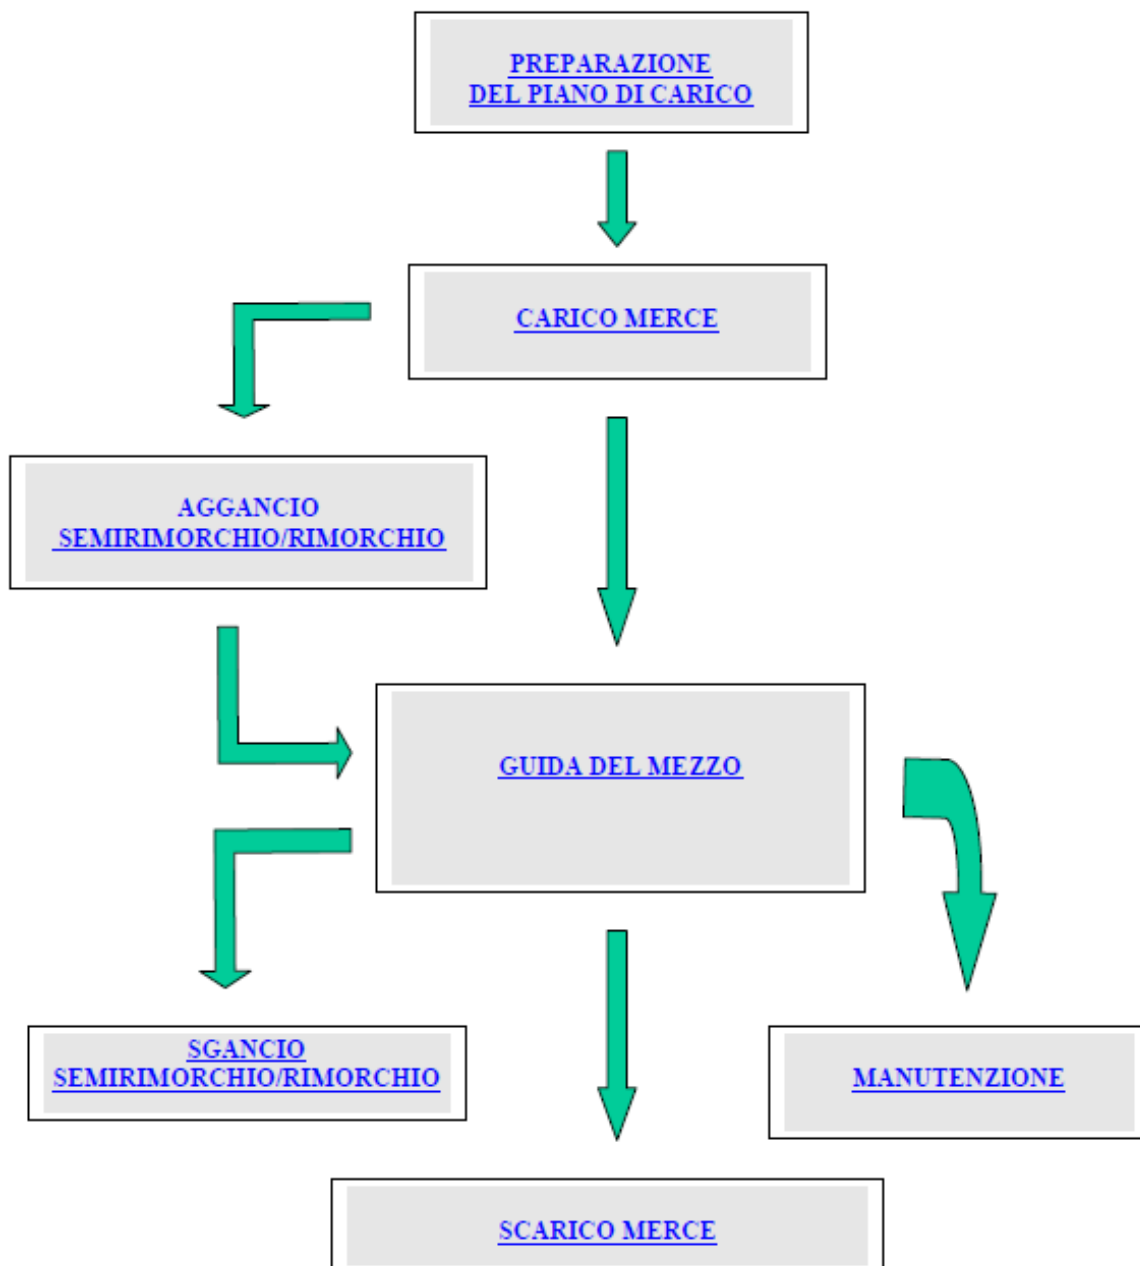 PREPARAZIONE
DEL PIANO DI CARICO
CARICO MERCE
AGGANCIO
SEMIRIMORCHIO/RIMORCHIO
GUIDA DEL MEZZO
SGANCIO
SEMIRIMORCHIO/RIMORCHIO
MANUTENZIONE
SCARICO MERCE